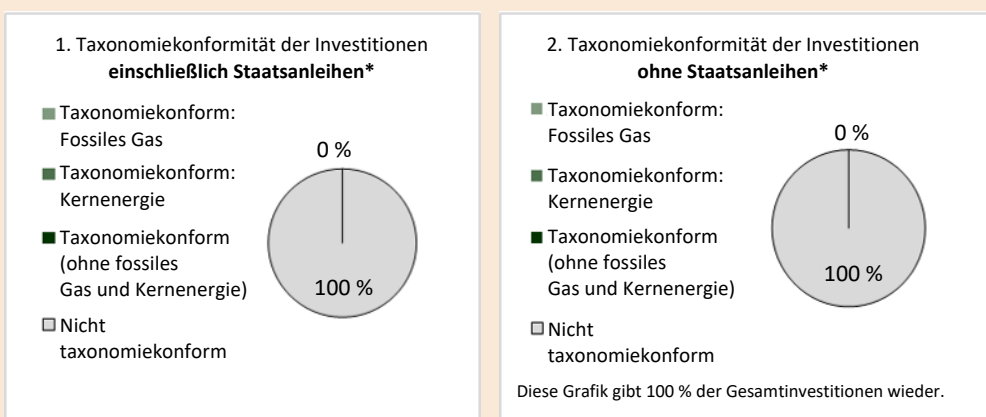 1. Taxonomiekonformität der Investitionen
einschließlich Staatsanleihen*
Taxonomiekonform:
Fossiles Gas
Taxonomiekonform:
Kernenergie
Taxonomiekonform
(ohne fossiles
Gas und Kernenergie)
Nicht
taxonomiekonform
0 %
100 %
2. Taxonomiekonformität der Investitionen
ohne Staatsanleihen*
Taxonomiekonform:
Fossiles Gas
Taxonomiekonform:
Kernenergie
Taxonomiekonform
(ohne fossiles
Gas und Kernenergie)
Nicht
taxonomiekonform
0 %
100 %
Diese Grafik gibt 100 % der Gesamtinvestitionen wieder.